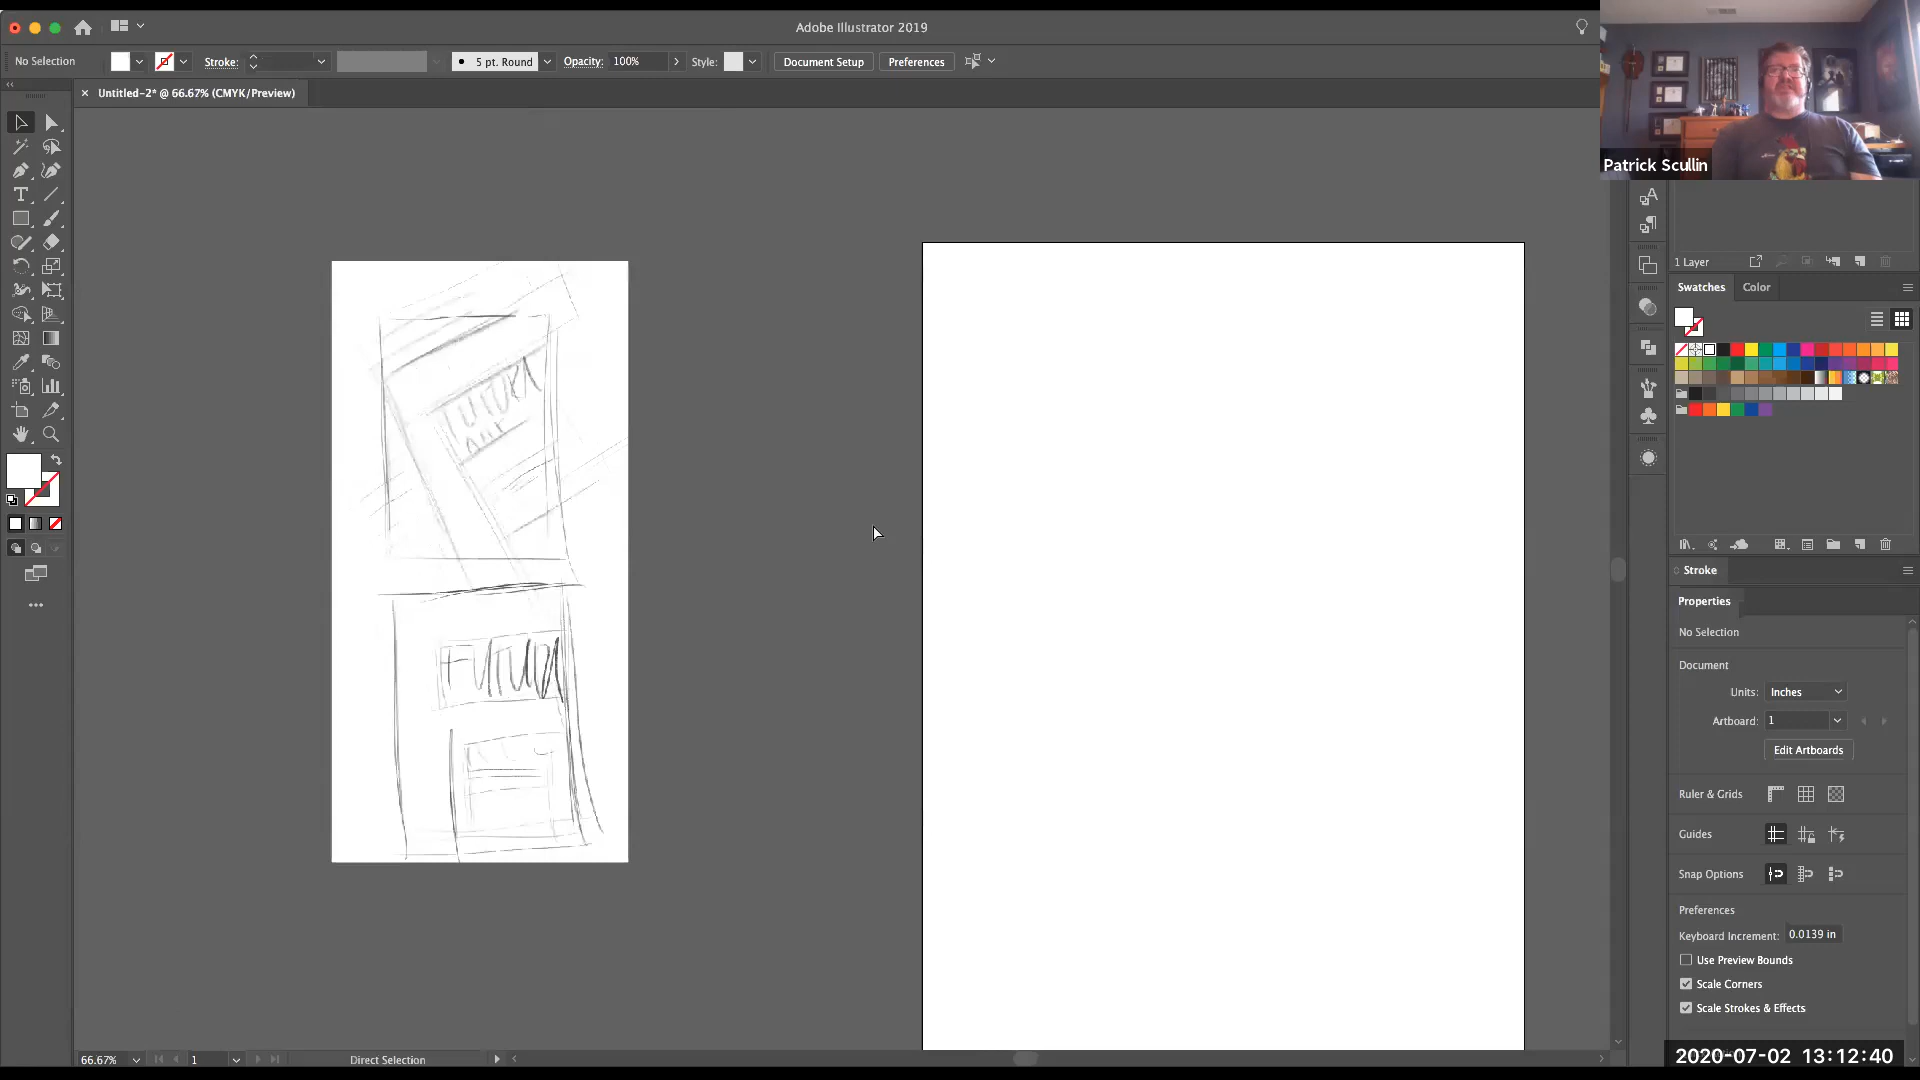 Adobe Illustrator 2019
No Selection
Stroke:
5 pt. Round
Opacity:
100%
Style:
Document Setup
Preferences
× Untitled-2* @ 66.67% (CMYK/Preview)
Patrick Scullin
FUTURA
FUTURA
1 Layer
Swatches
Color
Stroke
Properties
No Selection
Document
Units:
Inches
Artboard:
1
Edit Artboards
Ruler & Grids
Guides
Snap Options
Preferences
Keyboard Increment:
0.0139 in
Use Preview Bounds
Scale Corners
Scale Strokes & Effects
66.67%
1
Direct Selection
2020-07-02 13:12:40